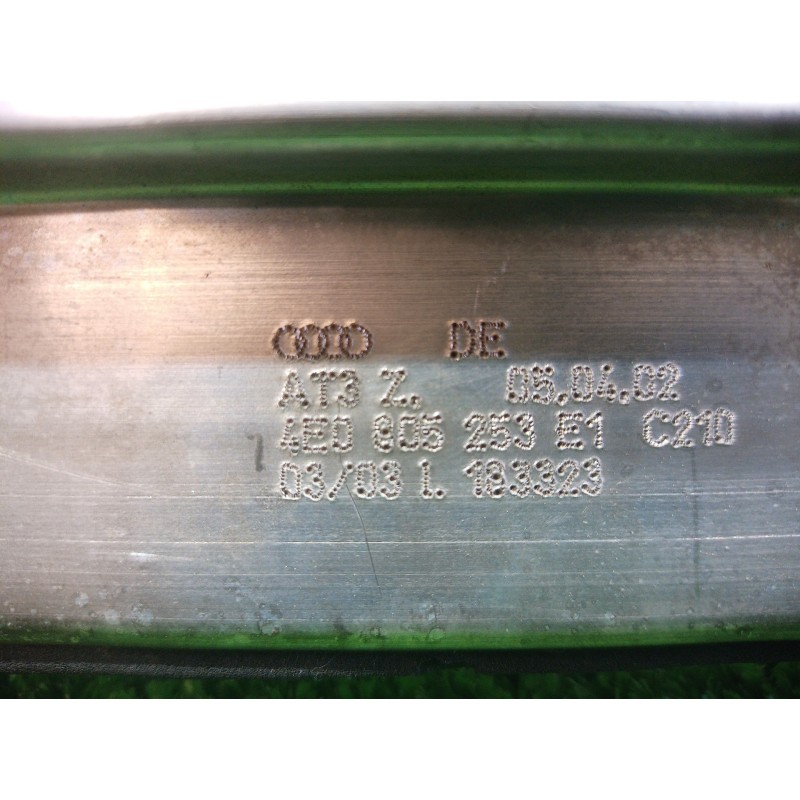 DE
AT3 Z. 05.04.02
4E0 805 253 E1 C210
03/03 L 183323